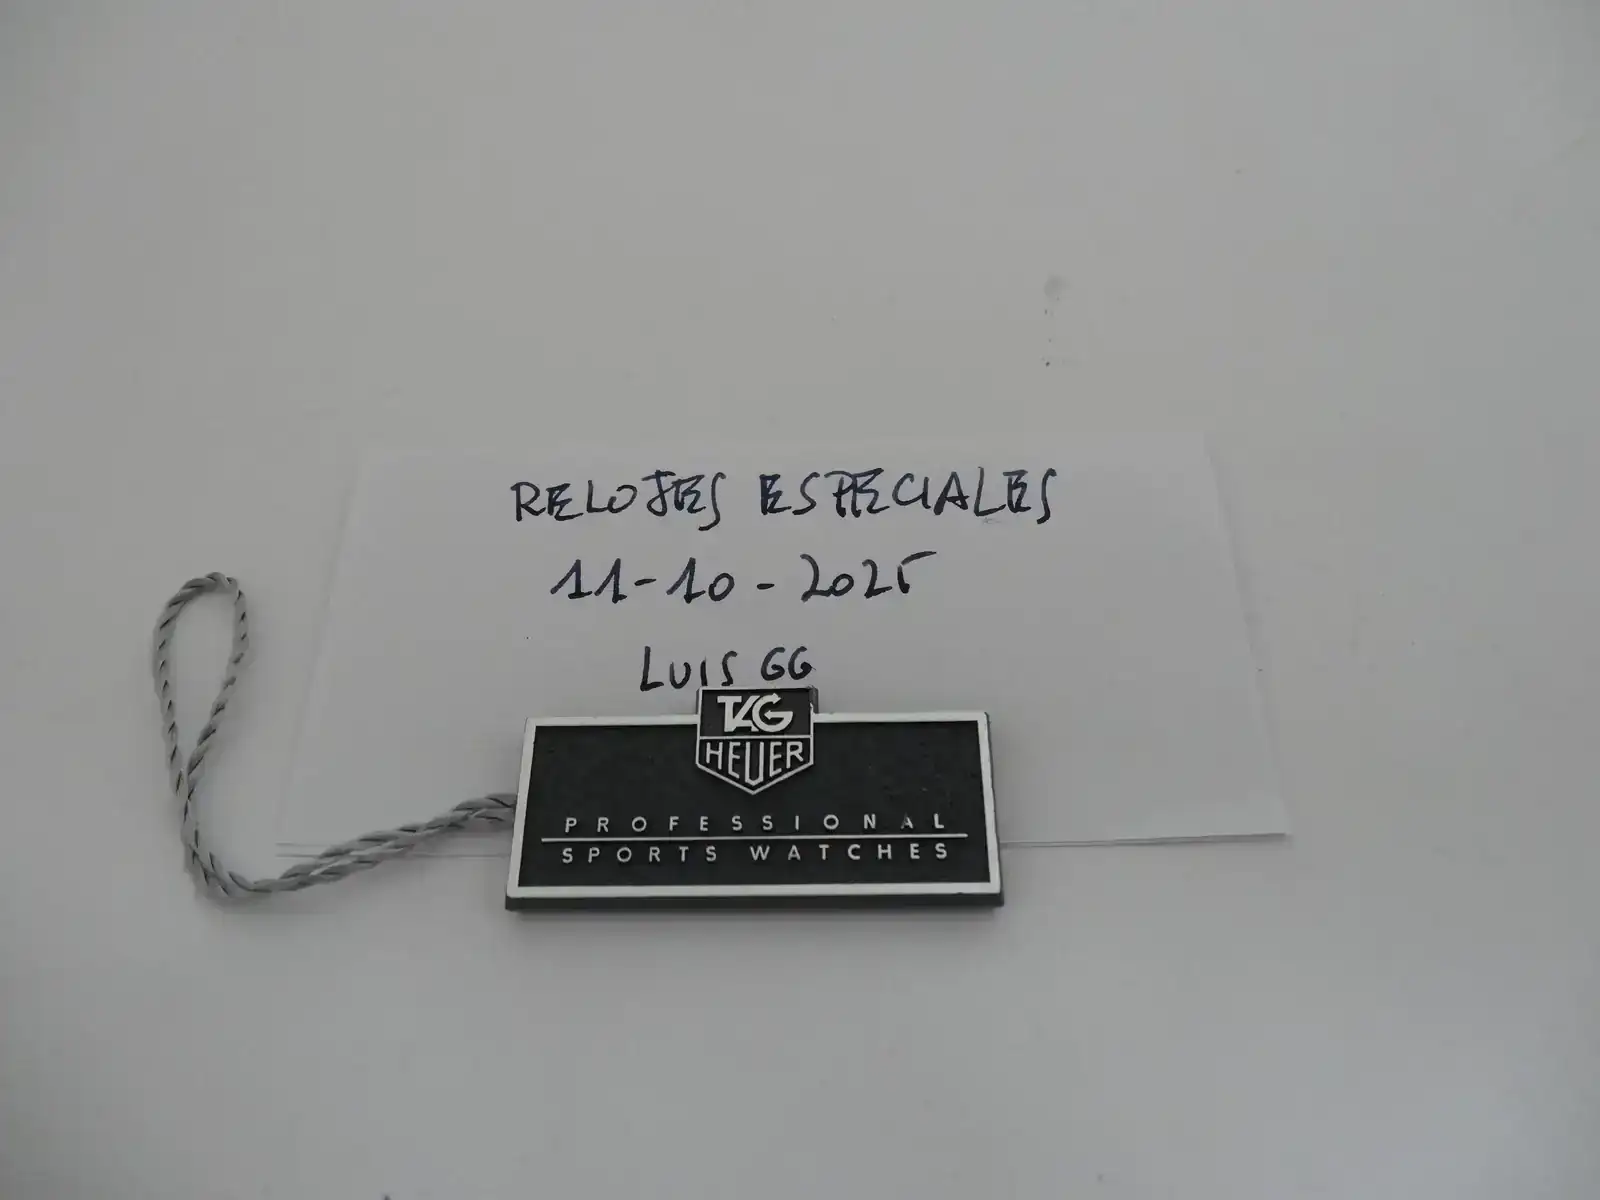 RELOJES ESPECIALES
11-10-2025
LUIS GG
TAG
HEUER
PROFESSIONAL
SPORTS WATCHES